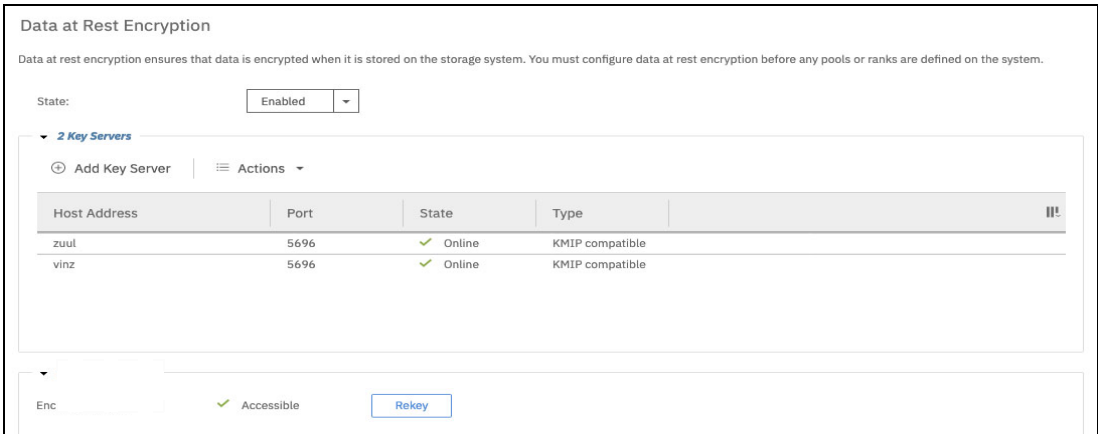 Data at Rest Encryption
Data at rest encryption ensures that data is encrypted when it is stored on the storage system. You must configure data at rest encryption before any pools or ranks are defined on the system.
State: Enabled
2 Key Servers
Add Key Server Actions
Host Address Port State Type
zuul 5696 Online KMIP compatible
vinz 5696 Online KMIP compatible
Enc Accessible Rekey